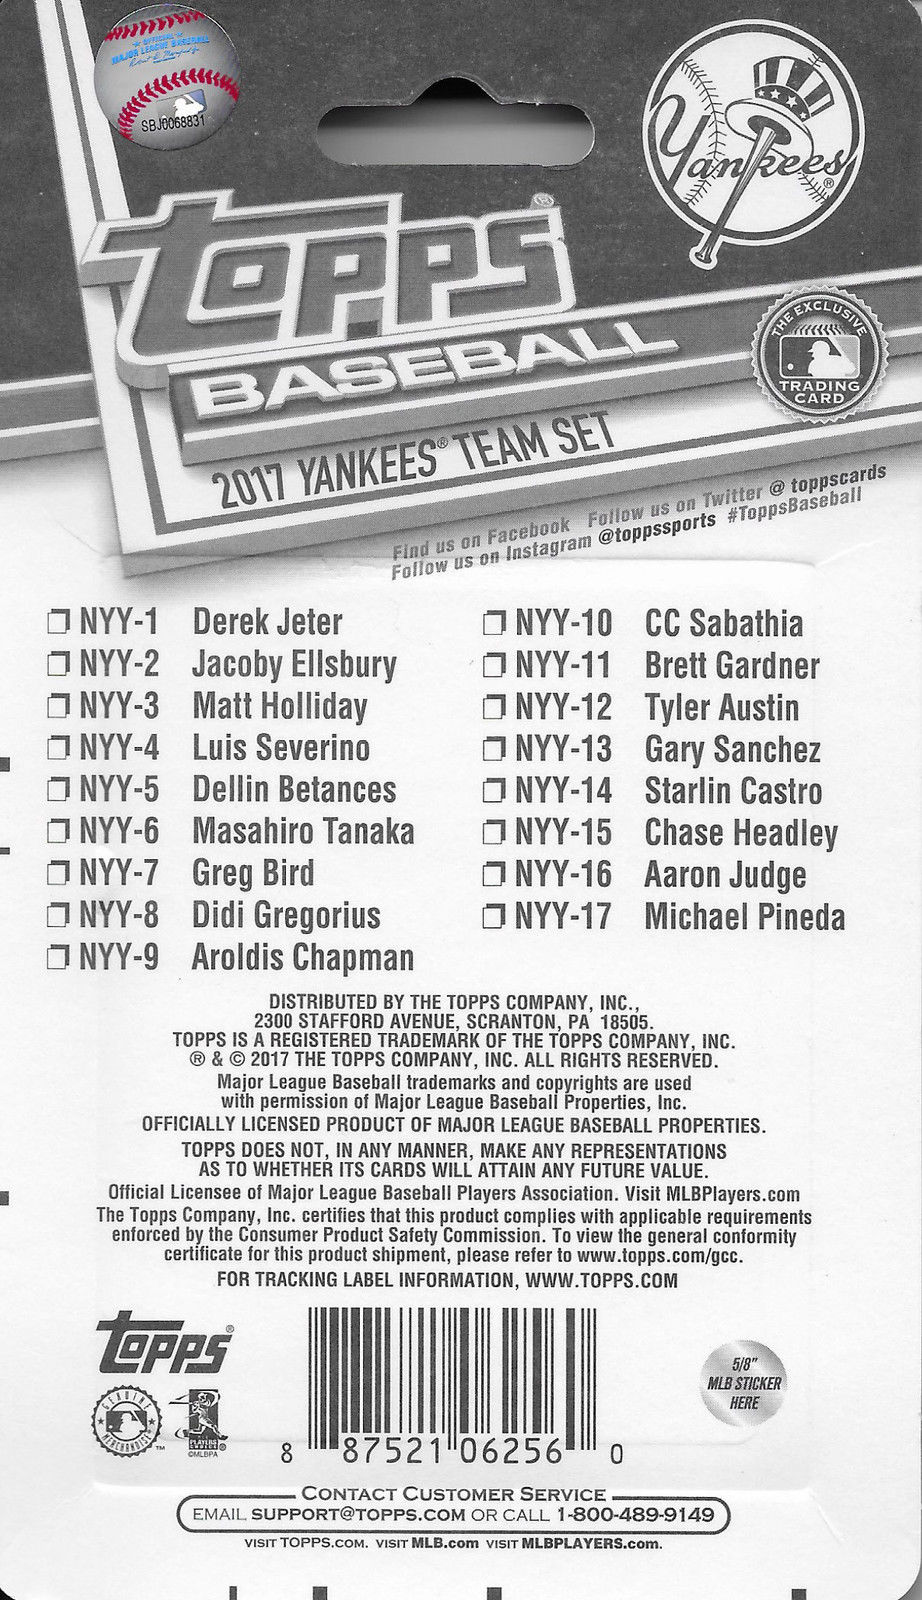 OFFICIAL
MAJOR LEAGUE BASEBALL
SBJ0068831
Yankees®
Topps®
BASEBALL
THE EXCLUSIVE
TRADING
CARD
2017 YANKEES® TEAM SET
Find us on Facebook Follow us on Twitter @ toppscards
Follow us on Instagram @toppssports #ToppsBaseball
NYY-1 Derek Jeter
NYY-2 Jacoby Ellsbury
NYY-3 Matt Holliday
NYY-4 Luis Severino
NYY-5 Dellin Betances
NYY-6 Masahiro Tanaka
NYY-7 Greg Bird
NYY-8 Didi Gregorius
NYY-9 Aroldis Chapman
NYY-10 CC Sabathia
NYY-11 Brett Gardner
NYY-12 Tyler Austin
NYY-13 Gary Sanchez
NYY-14 Starlin Castro
NYY-15 Chase Headley
NYY-16 Aaron Judge
NYY-17 Michael Pineda
DISTRIBUTED BY THE TOPPS COMPANY, INC.,
2300 STAFFORD AVENUE, SCRANTON, PA 18505.
TOPPS IS A REGISTERED TRADEMARK OF THE TOPPS COMPANY, INC.
® & © 2017 THE TOPPS COMPANY, INC. ALL RIGHTS RESERVED.
Major League Baseball trademarks and copyrights are used
with permission of Major League Baseball Properties, Inc.
OFFICIALLY LICENSED PRODUCT OF MAJOR LEAGUE BASEBALL PROPERTIES.
TOPPS DOES NOT, IN ANY MANNER, MAKE ANY REPRESENTATIONS
AS TO WHETHER ITS CARDS WILL ATTAIN ANY FUTURE VALUE.
Official Licensee of Major League Baseball Players Association. Visit MLBPlayers.com
The Topps Company, Inc. certifies that this product complies with applicable requirements
enforced by the Consumer Product Safety Commission. To view the general conformity
certificate for this product shipment, please refer to www.topps.com/gcc.
FOR TRACKING LABEL INFORMATION, WWW.TOPPS.COM
Topps®
GENUINE
MERCHANDISE™
PLAYERS
CHOICE®
©MLBPA
8 87521 06256 0
5/8"
MLB STICKER
HERE
CONTACT CUSTOMER SERVICE
EMAIL SUPPORT@TOPPS.COM OR CALL 1-800-489-9149
VISIT TOPPS.COM. VISIT MLB.com VISIT MLBPLAYERS.com.